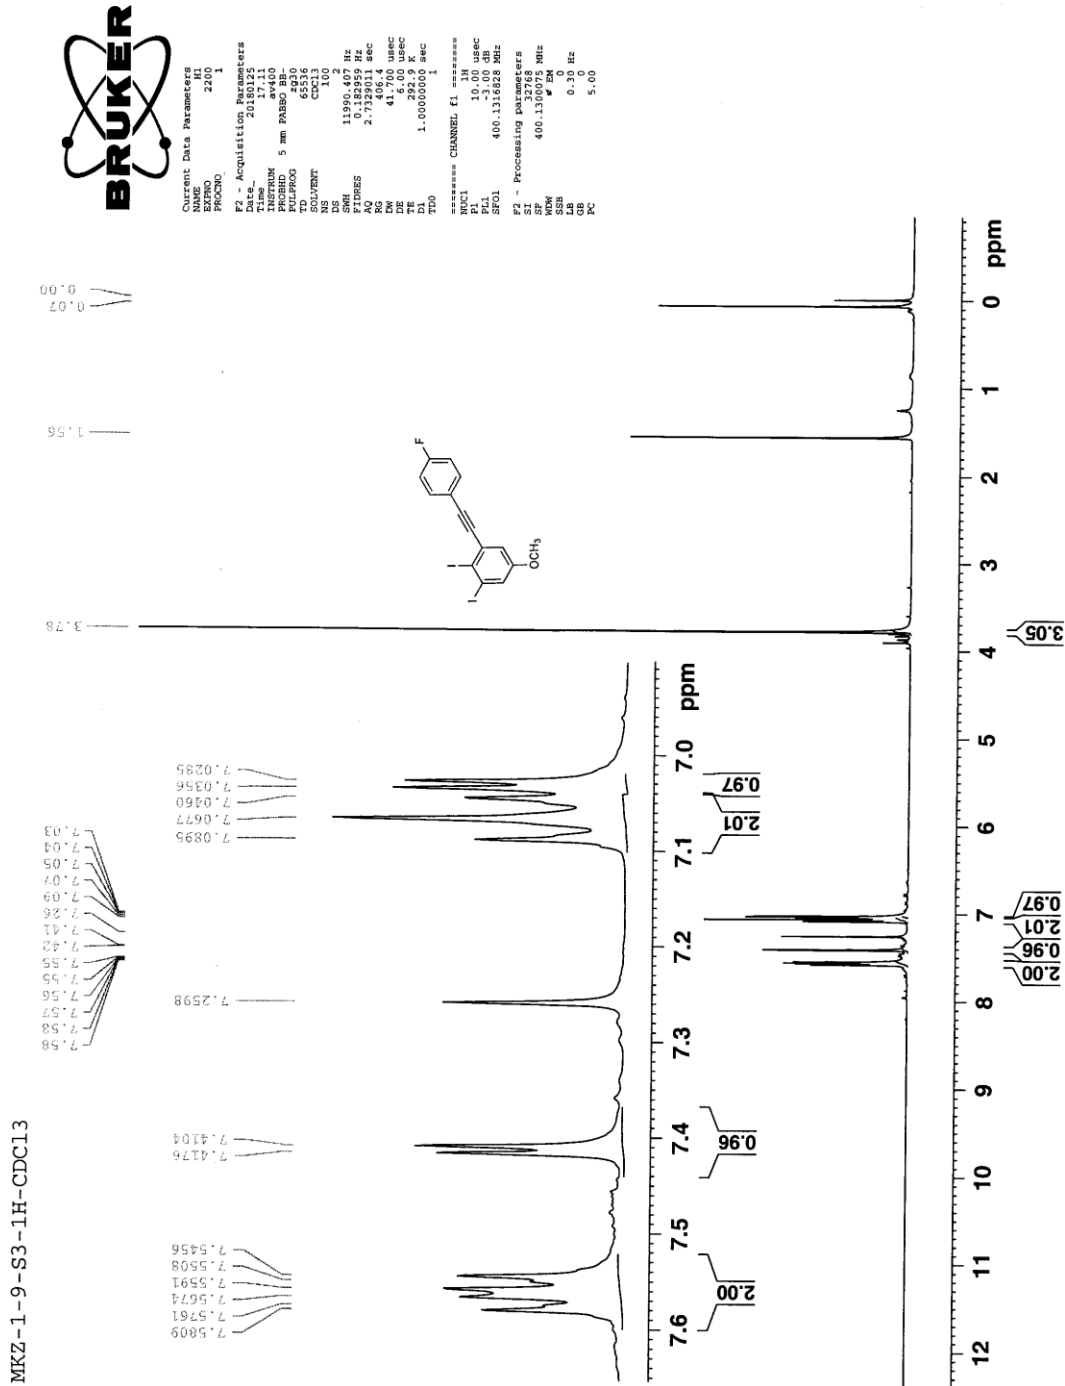 MKZ-1-9-S3-1H-CDCl3
BRUKER
Current Data Parameters
NAME H1
EXPNO 2200
PROCNO 1
F2 - Acquisition Parameters
Date_ 20180125
Time 17.11
INSTRUM av400
PROBHD 5 mm PABBO BB-
PULPROG zg30
TD 65536
SOLVENT CDCl3
NS 100
DS 2
SWH 11990.407 Hz
FIDRES 0.182959 Hz
AQ 2.7329011 sec
RG 406.4
DW 41.700 usec
DE 6.00 usec
TE 292.9 K
D1 1.00000000 sec
TD0 1
======== CHANNEL f1 ========
NUC1 1H
P1 10.00 usec
PL1 -3.00 dB
SFO1 400.1316828 MHz
F2 - Processing parameters
SI 32768
SF 400.1300075 MHz
WDW EM
SSB 0
LB 0.30 Hz
GB 0
PC 5.00
7.58
7.58
7.57
7.56
7.55
7.55
7.42
7.41
7.26
7.09
7.07
7.05
7.04
7.03
3.78
1.56
0.07
0.00
7.5809
7.5761
7.5674
7.5591
7.5508
7.5456
7.4176
7.4104
7.2598
7.0895
7.0677
7.0460
7.0356
7.0285
F
I
I
OCH3
7.6 7.5 7.4 7.3 7.2 7.1 7.0 ppm
2.00
0.96
2.01
0.97
12 11 10 9 8 7 6 5 4 3 2 1 0 ppm
2.00
0.96
2.01
0.97
3.05